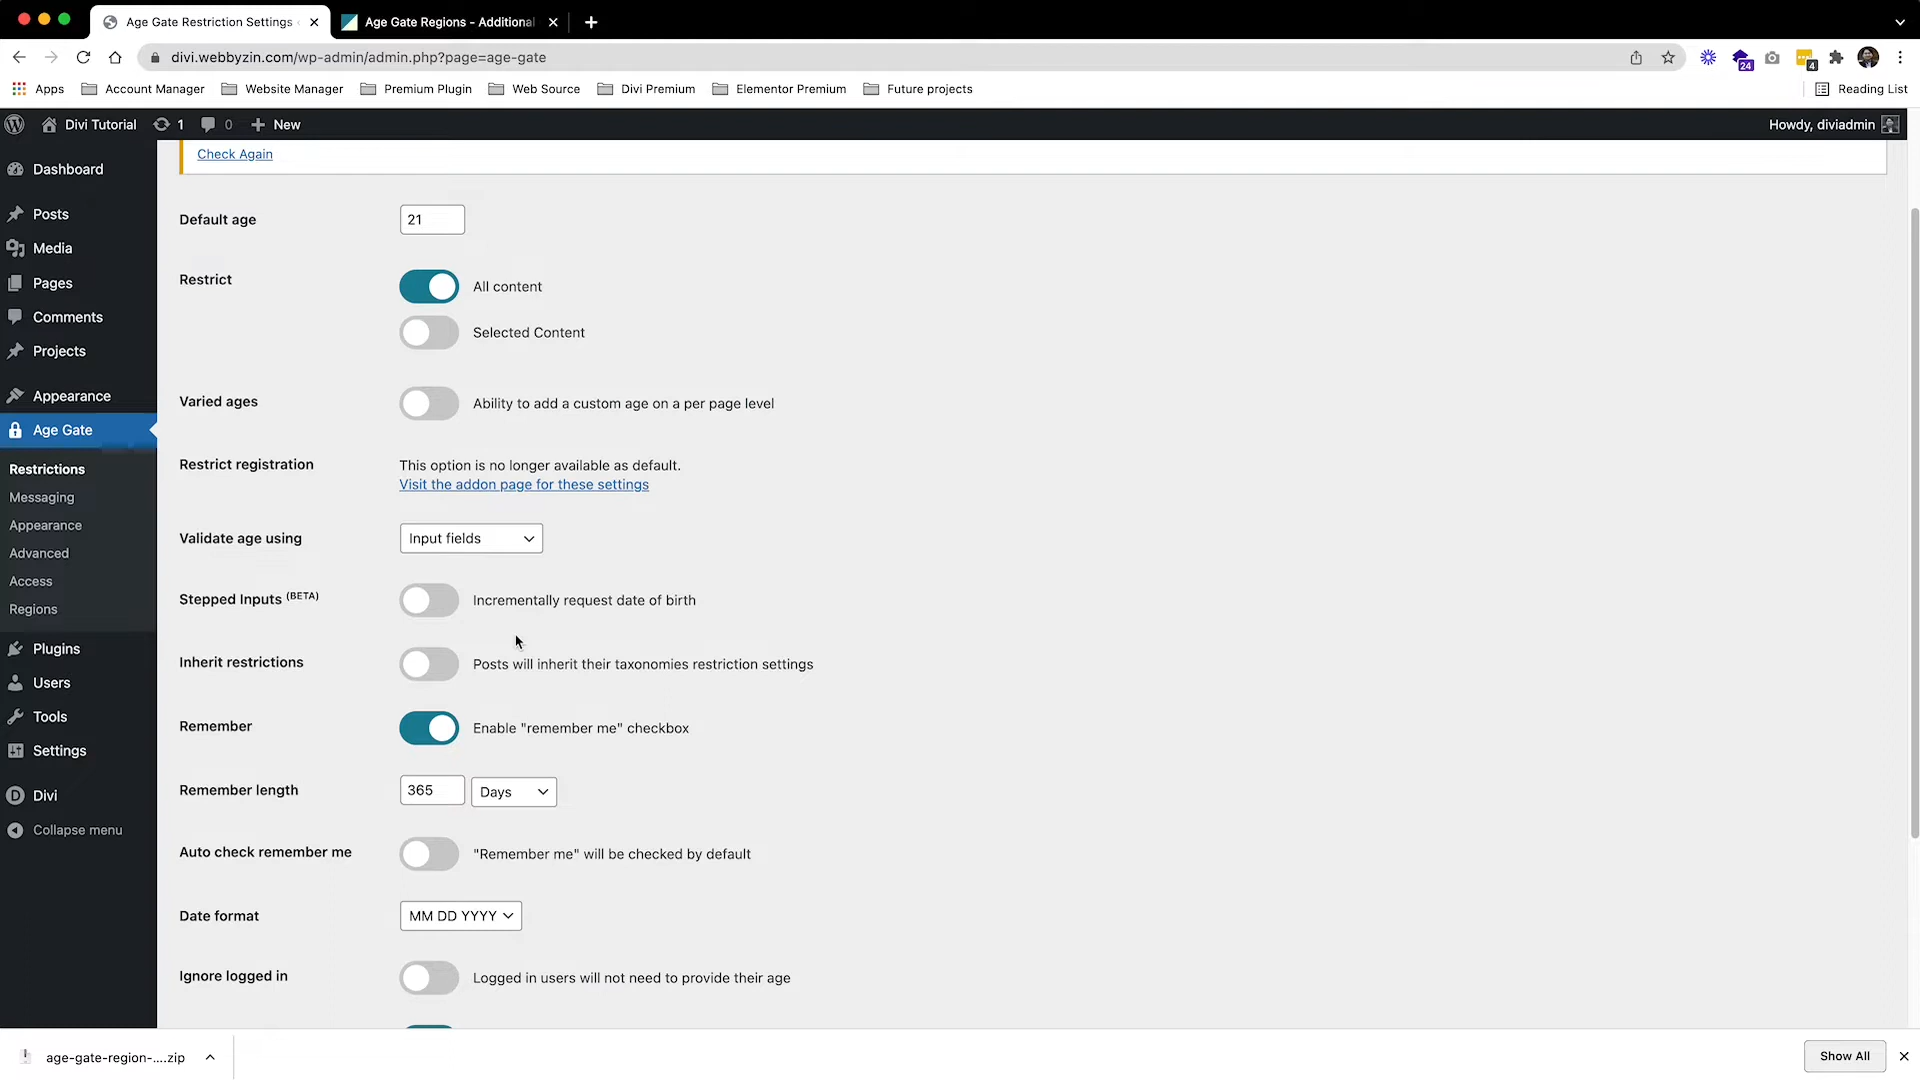 Age Gate Restriction Settings
Age Gate Regions - Additional
divi.webbyzin.com/wp-admin/admin.php?page=age-gate
24
4
Apps Account Manager Website Manager Premium Plugin Web Source Divi Premium Elementor Premium Future projects Reading List
Divi Tutorial 1 0 New Howdy, diviadmin
Dashboard
Posts
Media
Pages
Comments
Projects
Appearance
Age Gate
Restrictions
Messaging
Appearance
Advanced
Access
Regions
Plugins
Users
Tools
Settings
Divi
Collapse menu
Check Again
Default age 21
Restrict All content
Selected Content
Varied ages Ability to add a custom age on a per page level
Restrict registration This option is no longer available as default.
Visit the addon page for these settings
Validate age using Input fields
Stepped Inputs (BETA) Incrementally request date of birth
Inherit restrictions Posts will inherit their taxonomies restriction settings
Remember Enable "remember me" checkbox
Remember length 365 Days
Auto check remember me "Remember me" will be checked by default
Date format MM DD YYYY
Ignore logged in Logged in users will not need to provide their age
age-gate-region-....zip
Show All